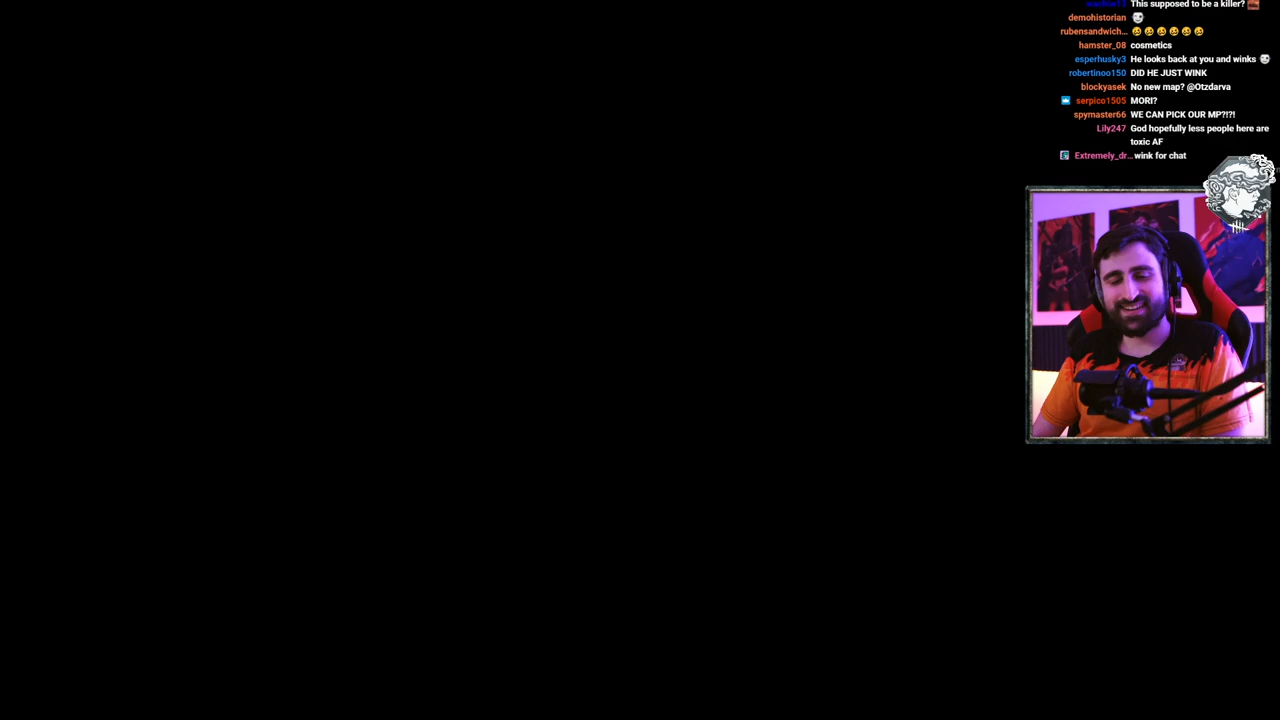 This supposed to be a killer?
demohistorian
rubensandwich...
hamster_08 cosmetics
esperhusky3 He looks back at you and winks
robertinoo150 DID HE JUST WINK
blockyasek No new map? @Otzdarva
serpico1505 MORI?
spymaster66 WE CAN PICK OUR MP?!?!
Lily247 God hopefully less people here are
toxic AF
Extremely_dr... wink for chat